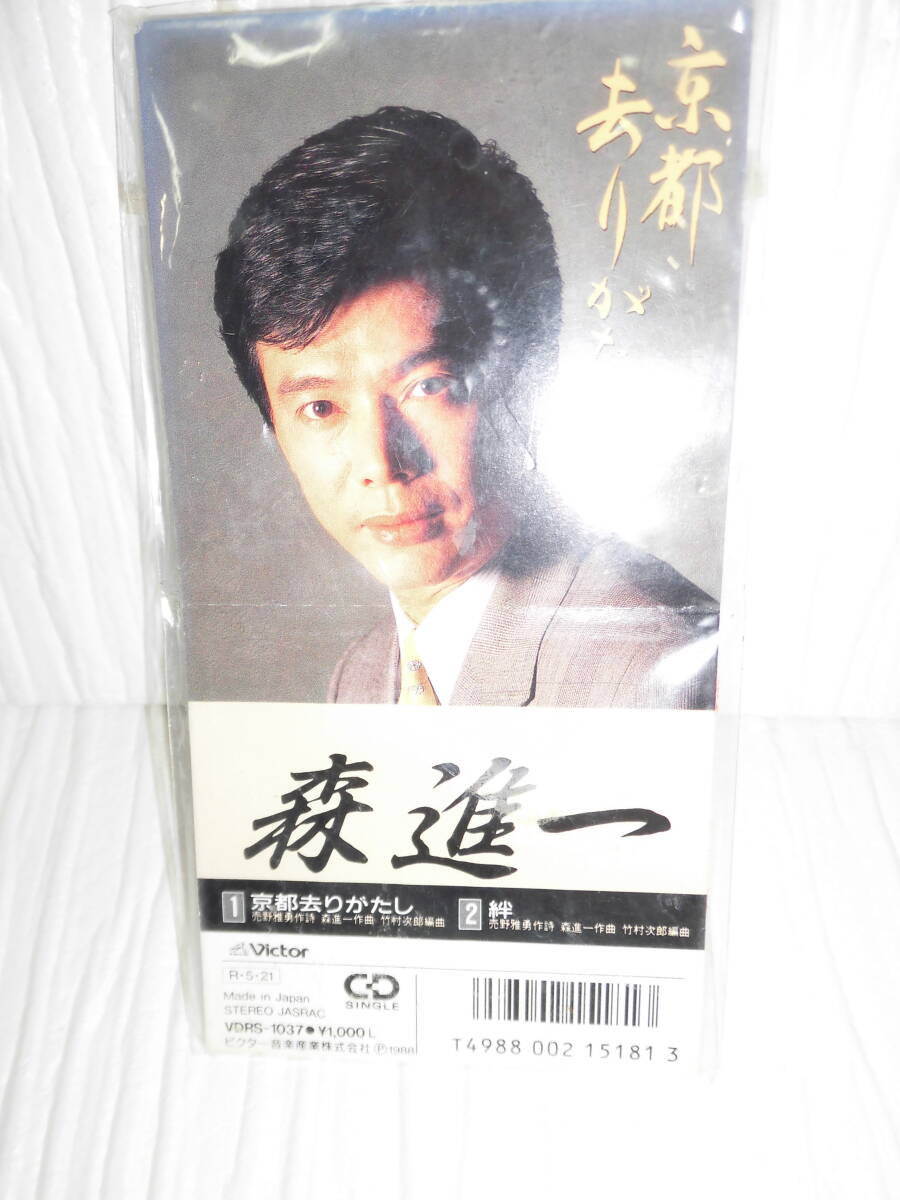 京都
去りがた
森進一
1 京都去りがたし
売野雅勇作詩 森進一作曲 竹村次郎編曲
2 絆
売野雅勇作詩 森進一作曲 竹村次郎編曲
Victor
R・5・21
Made in Japan
STEREO JASRAC
CD
SINGLE
VDRS-1037●¥1,000 L
ビクター音楽産業株式会社 Ⓟ1988
T4988 002 15181 3